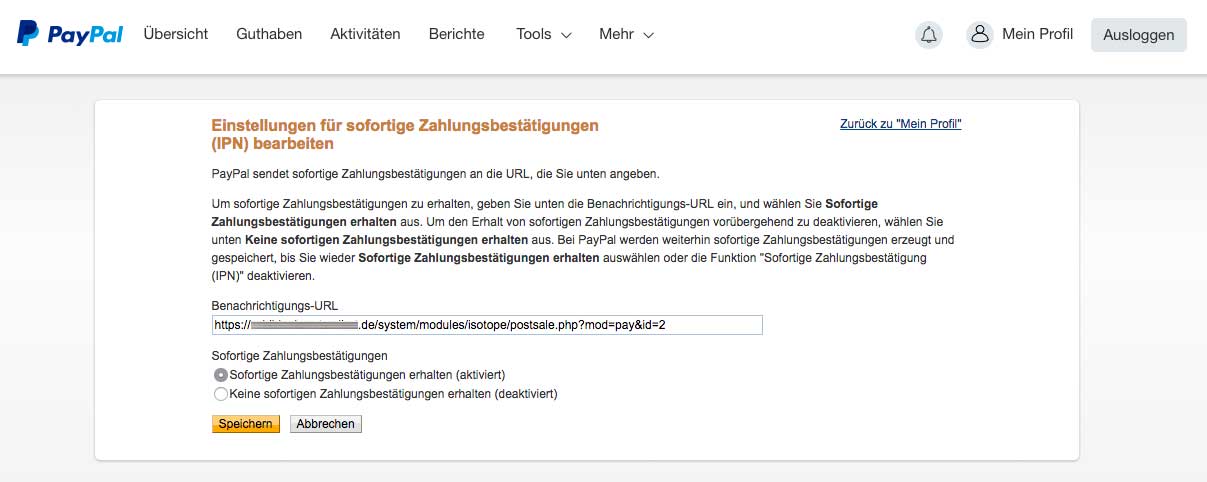 PayPal Übersicht Guthaben Aktivitäten Berichte Tools Mehr Mein Profil Ausloggen
Einstellungen für sofortige Zahlungsbestätigungen
(IPN) bearbeiten
Zurück zu "Mein Profil"
PayPal sendet sofortige Zahlungsbestätigungen an die URL, die Sie unten angeben.
Um sofortige Zahlungsbestätigungen zu erhalten, geben Sie unten die Benachrichtigungs-URL ein, und wählen Sie Sofortige
Zahlungsbestätigungen erhalten aus. Um den Erhalt von sofortigen Zahlungsbestätigungen vorübergehend zu deaktivieren, wählen Sie
unten Keine sofortigen Zahlungsbestätigungen erhalten aus. Bei PayPal werden weiterhin sofortige Zahlungsbestätigungen erzeugt und
gespeichert, bis Sie wieder Sofortige Zahlungsbestätigungen erhalten auswählen oder die Funktion "Sofortige Zahlungsbestätigung
(IPN)" deaktivieren.
Benachrichtigungs-URL
https:// .de/system/modules/isotope/postsale.php?mod=pay&id=2
Sofortige Zahlungsbestätigungen
Sofortige Zahlungsbestätigungen erhalten (aktiviert)
Keine sofortigen Zahlungsbestätigungen erhalten (deaktiviert)
Speichern Abbrechen